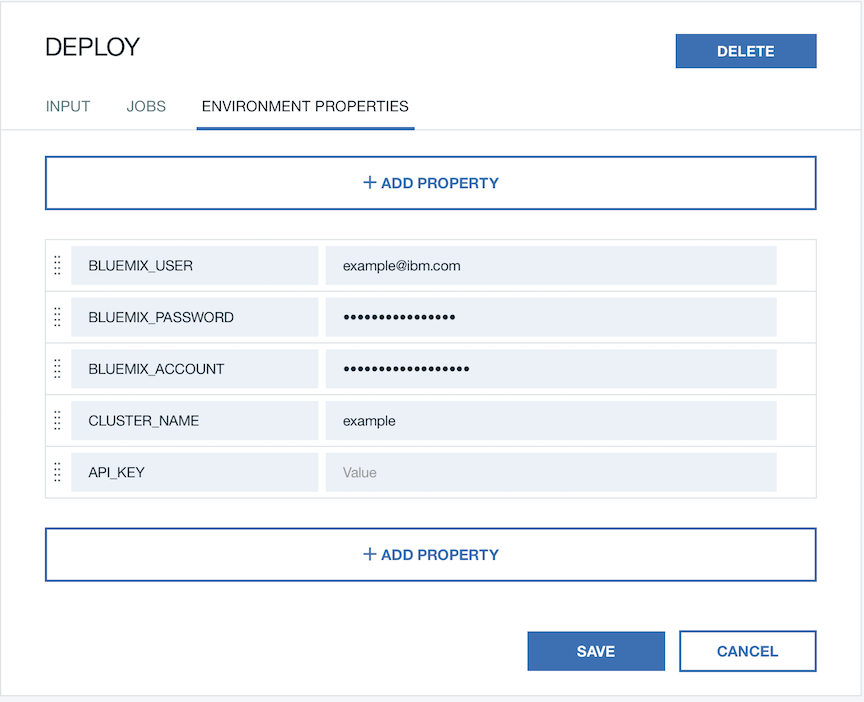 DEPLOY
DELETE
INPUT JOBS ENVIRONMENT PROPERTIES
+ ADD PROPERTY
BLUEMIX_USER example@ibm.com
BLUEMIX_PASSWORD ••••••••••••••••
BLUEMIX_ACCOUNT ••••••••••••••••••
CLUSTER_NAME example
API_KEY Value
+ ADD PROPERTY
SAVE CANCEL